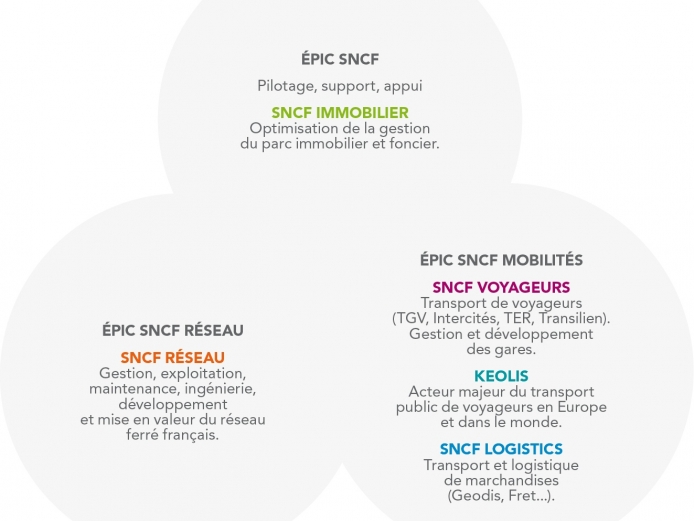 ÉPIC SNCF
Pilotage, support, appui
SNCF IMMOBILIER
Optimisation de la gestion
du parc immobilier et foncier.
ÉPIC SNCF RÉSEAU
SNCF RÉSEAU
Gestion, exploitation,
maintenance, ingénierie,
développement
et mise en valeur du réseau
ferré français.
ÉPIC SNCF MOBILITÉS
SNCF VOYAGEURS
Transport de voyageurs
(TGV, Intercités, TER, Transilien).
Gestion et développement
des gares.
KEOLIS
Acteur majeur du transport
public de voyageurs en Europe
et dans le monde.
SNCF LOGISTICS
Transport et logistique
de marchandises
(Geodis, Fret...).